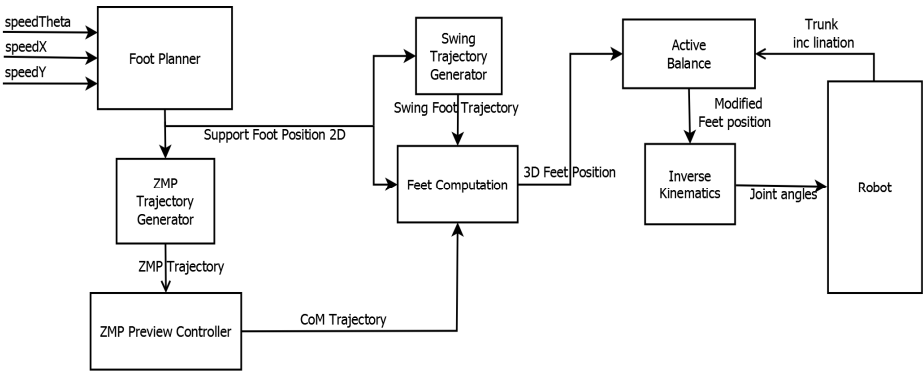 speedTheta
speedX
speedY
Foot Planner
Support Foot Position 2D
ZMP
Trajectory
Generator
ZMP Trajectory
ZMP Preview Controller
CoM Trajectory
Swing
Trajectory
Generator
Swing Foot Trajectory
Feet Computation
3D Feet Position
Active
Balance
Trunk
inc lination
Modified
Feet position
Inverse
Kinematics
Joint angles
Robot